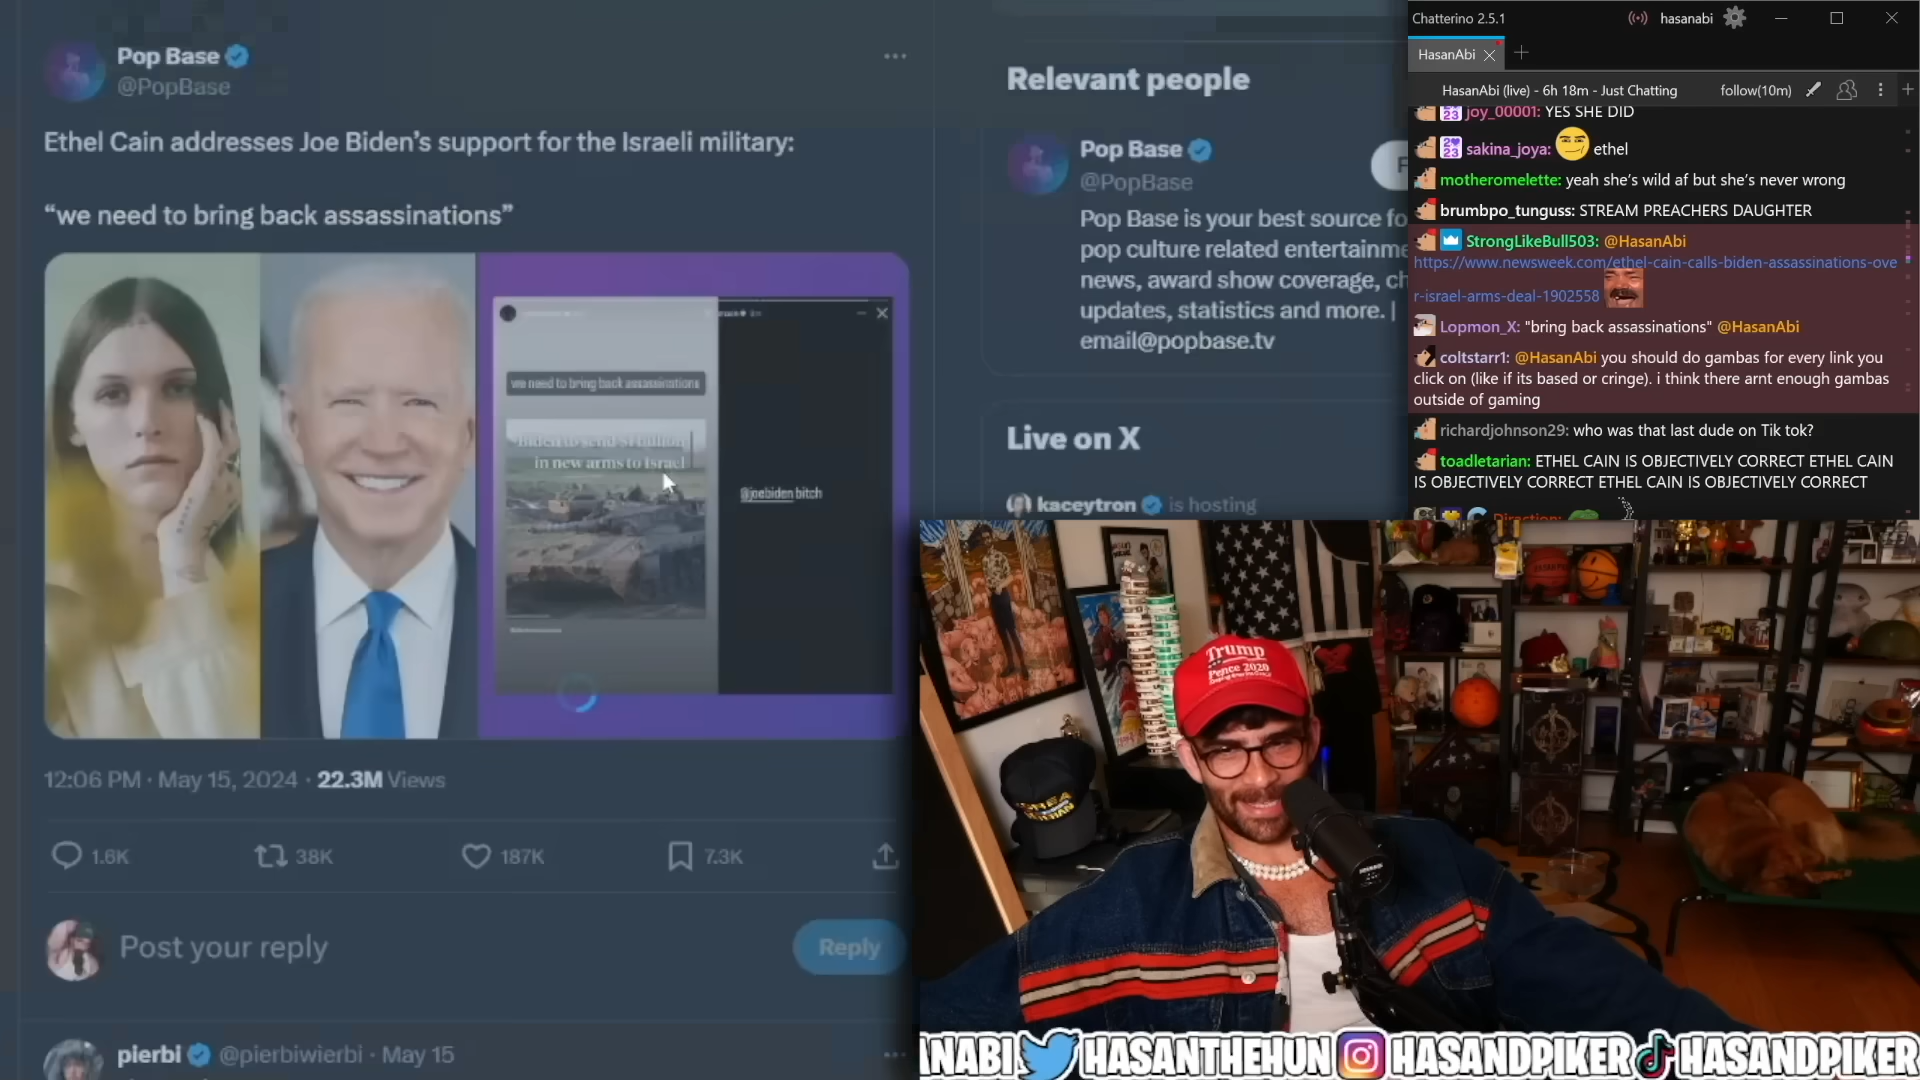 Pop Base
@PopBase
Ethel Cain addresses Joe Biden’s support for the Israeli military:
“we need to bring back assassinations”
we need to bring back assassinations
Biden to send $1 billion
in new arms to Israel
@joebiden bitch
12:06 PM · May 15, 2024 · 22.3M Views
1.6K
38K
187K
7.3K
Post your reply
Reply
pierbi @pierbiwierbi · May 15
Relevant people
Pop Base
@PopBase
Pop Base is your best source fo
pop culture related entertainme
news, award show coverage, ch
updates, statistics and more. |
email@popbase.tv
Live on X
kaceytron is hosting
Chatterino 2.5.1
hasanabi
HasanAbi
HasanAbi (live) - 6h 18m - Just Chatting
follow(10m)
joy_00001: YES SHE DID
sakina_joya: ethel
motheromelette: yeah she’s wild af but she’s never wrong
brumbpo_tunguss: STREAM PREACHERS DAUGHTER
StrongLikeBull503: @HasanAbi
https://www.newsweek.com/ethel-cain-calls-biden-assassinations-ove
r-israel-arms-deal-1902558
Lopmon_X: "bring back assassinations" @HasanAbi
coltstarr1: @HasanAbi you should do gambas for every link you
click on (like if its based or cringe). i think there arnt enough gambas
outside of gaming
richardjohnson29: who was that last dude on Tik tok?
toadletarian: ETHEL CAIN IS OBJECTIVELY CORRECT ETHEL CAIN
IS OBJECTIVELY CORRECT ETHEL CAIN IS OBJECTIVELY CORRECT
Trump
Pence 2020
ANABI HASANTHEHUN HASANDPIKER HASANDPIKER